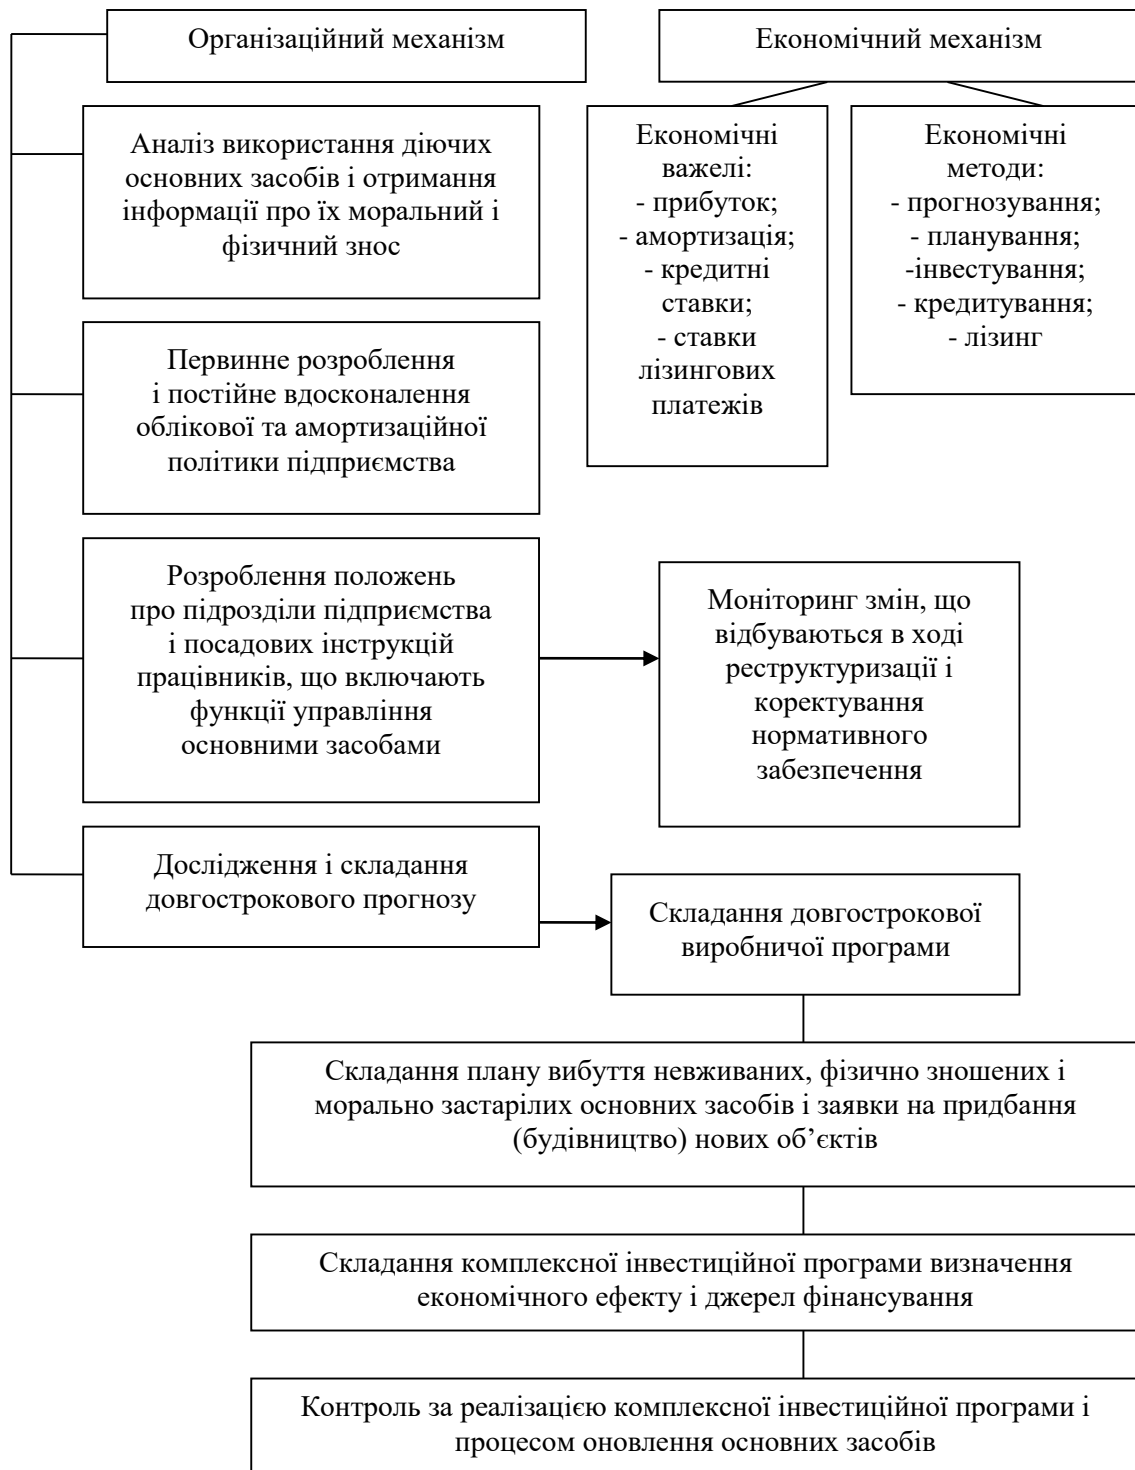 Організаційний механізм
Економічний механізм
Аналіз використання діючих
основних засобів і отримання
інформації про їх моральний і
фізичний знос
Економічні
важелі:
- прибуток;
- амортизація;
- кредитні
ставки;
- ставки
лізингових
платежів
Економічні
методи:
- прогнозування;
- планування;
-інвестування;
- кредитування;
- лізинг
Первинне розроблення
і постійне вдосконалення
облікової та амортизаційної
політики підприємства
Розроблення положень
про підрозділи підприємства
і посадових інструкцій
працівників, що включають
функції управління
основними засобами
Моніторинг змін, що
відбуваються в ході
реструктуризації і
коректування
нормативного
забезпечення
Дослідження і складання
довгострокового прогнозу
Складання довгострокової
виробничої програми
Складання плану вибуття невживаних, фізично зношених і
морально застарілих основних засобів і заявки на придбання
(будівництво) нових об’єктів
Складання комплексної інвестиційної програми визначення
економічного ефекту і джерел фінансування
Контроль за реалізацією комплексної інвестиційної програми і
процесом оновлення основних засобів